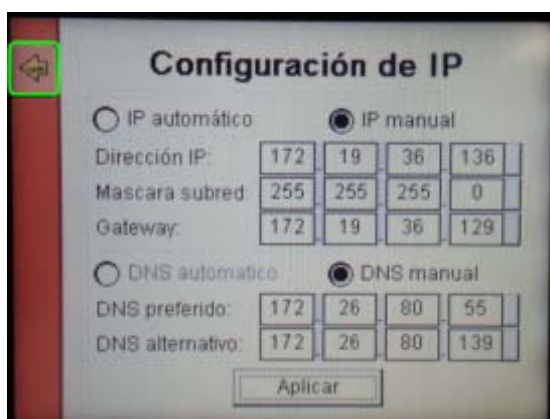 Configuración de IP
IP automático IP manual
Dirección IP: 172 . 19 . 36 . 136
Mascara subred: 255 . 255 . 255 . 0
Gateway: 172 . 19 . 36 . 129
DNS automatico DNS manual
DNS preferido: 172 . 26 . 80 . 55
DNS alternativo: 172 . 26 . 80 . 139
Aplicar